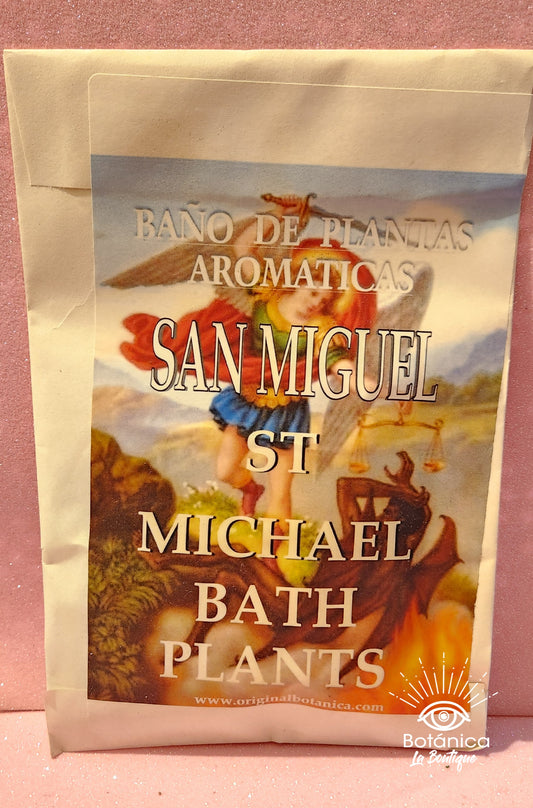 BAÑO DE PLANTAS
AROMATICAS
SAN MIGUEL
ST
MICHAEL
BATH
PLANTS
www.originalbotanica.com
Botánica
La Boutique